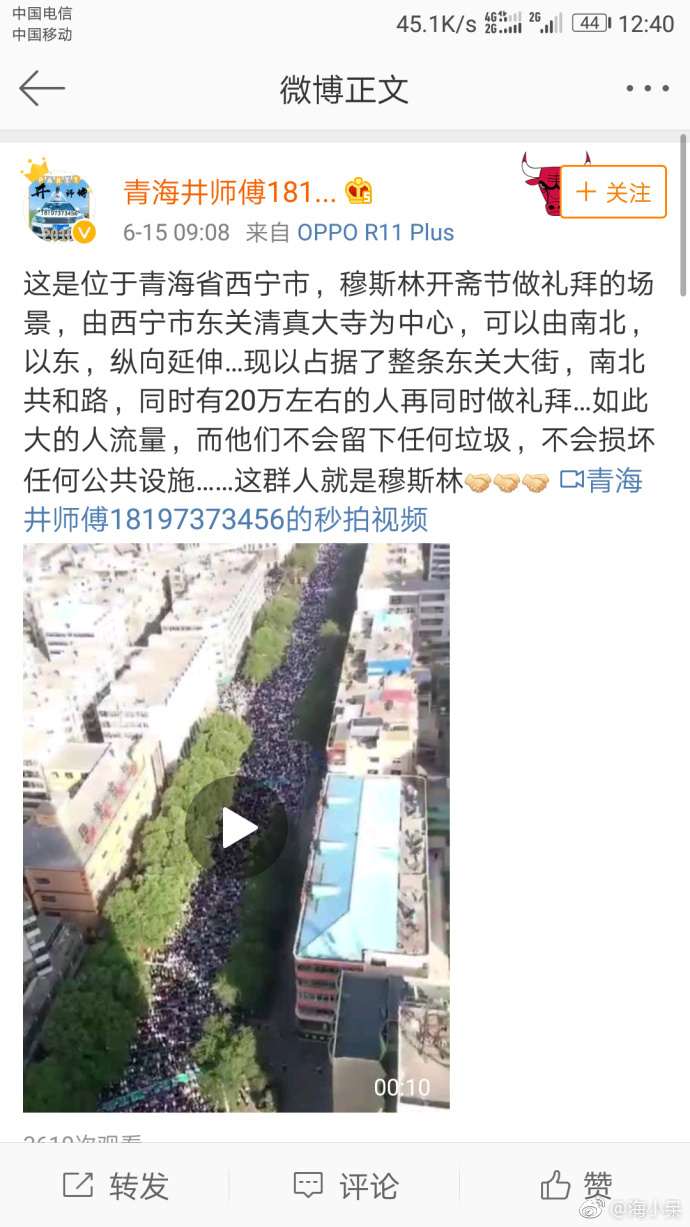 中国电信
中国移动
45.1K/s 4G 2G 2G 44 12:40
微博正文
青海井师傅181...
+ 关注
6-15 09:08 来自 OPPO R11 Plus
这是位于青海省西宁市，穆斯林开斋节做礼拜的场
景，由西宁市东关清真大寺为中心，可以由南北，
以东，纵向延伸...现以占据了整条东关大街，南北
共和路，同时有20万左右的人再同时做礼拜...如此
大的人流量，而他们不会留下任何垃圾，不会损坏
任何公共设施......这群人就是穆斯林🤝🤝🤝 青海
井师傅18197373456的秒拍视频
00:10
转发
评论
赞